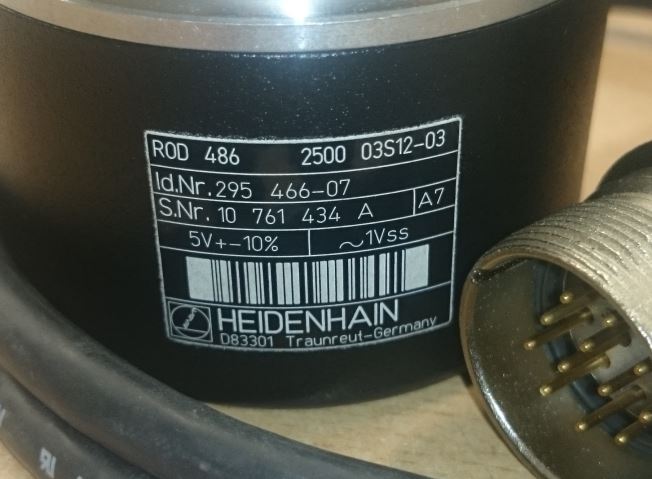 ROD 486 2500 03S12-03
Id.Nr. 295 466-07
S.Nr. 10 761 434 A A7
5V+-10% ~1Vss
HEIDENHAIN
D83301 Traunreut-Germany